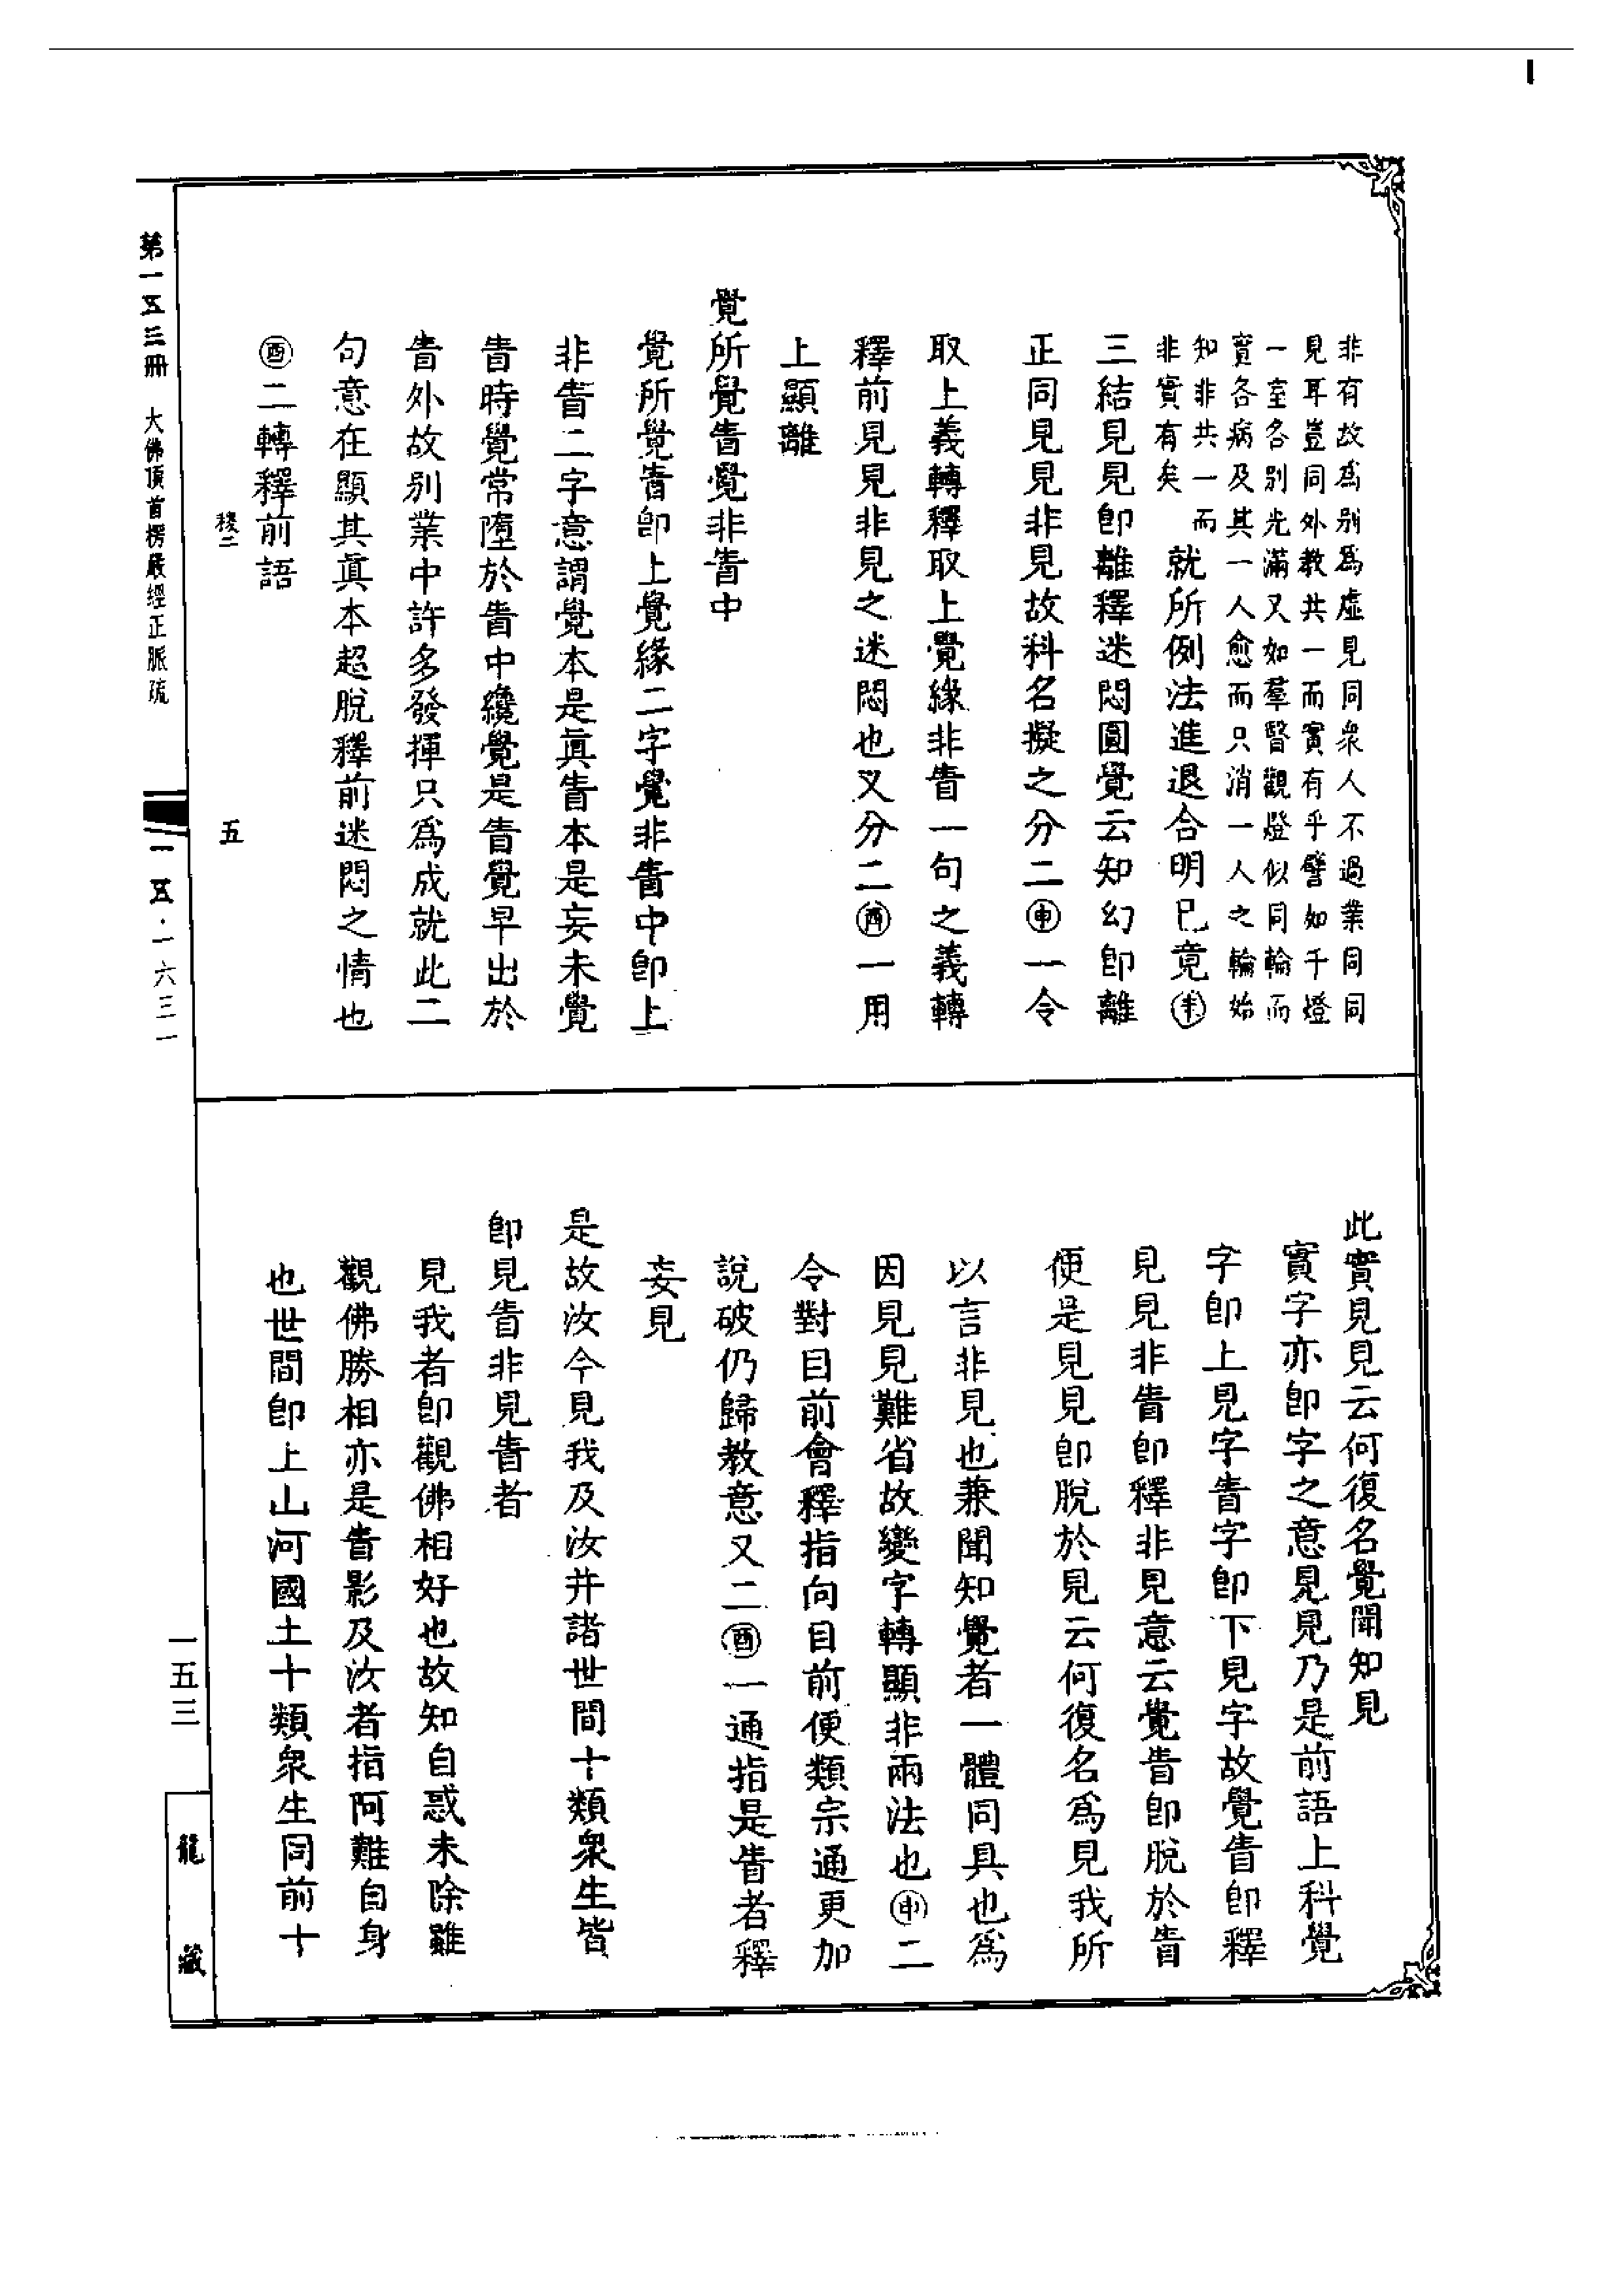 非有故為别為虛見同衆人不過業同同
見耳豈同外教共一而實有乎譬如千燈
一室各别光滿又如羣瞖觀燈似同輪而
實各病及其一人愈而只消一人之輪始
知非共一而
非實有矣
就所例法進退合明已竟㊉
三結見見卽離釋迷悶圓覺云知幻卽離
正同見見非見故科名擬之分二㊥一令
取上義轉釋取上覺緣非眚一句之義轉
釋前見見非見之迷悶也又分二㊒一用
上顯離
覺所覺眚覺非眚中
覺所覺眚卽上覺緣二字覺非眚中卽上
非眚二字意謂覺本是眞眚本是妄未覺
眚時覺常墮於眚中纔覺是眚覺早出於
眚外故别業中許多發揮只為成就此二
句意在顯其眞本超脫釋前迷悶之情也
二轉釋前語
稷二
五
第一五三冊 大佛頂首楞嚴經正脈疏
一五·一六三一
此實見見云何復名覺聞知見
實字亦卽字之意見見乃是前語上科覺
字卽上見字眚字卽下見字故覺眚卽釋
見見非眚卽釋非見意云覺眚卽脫於眚
便是見見卽脫於見云何復名為見我所
以言非見也兼聞知覺者一體同具也為
因見見難省故變字轉顯非兩法也㊥二
令對目前會釋指向目前便類宗通更加
說破仍歸教意又二㊒一通指是眚者釋
妄見
是故汝今見我及汝并諸世間十類衆生皆
卽見眚非見眚者
見我者卽觀佛相好也故知自惑未除雖
觀佛勝相亦是眚影及汝者指阿難自身
也世間卽上山河國土十類衆生同前十
一五三
龍藏